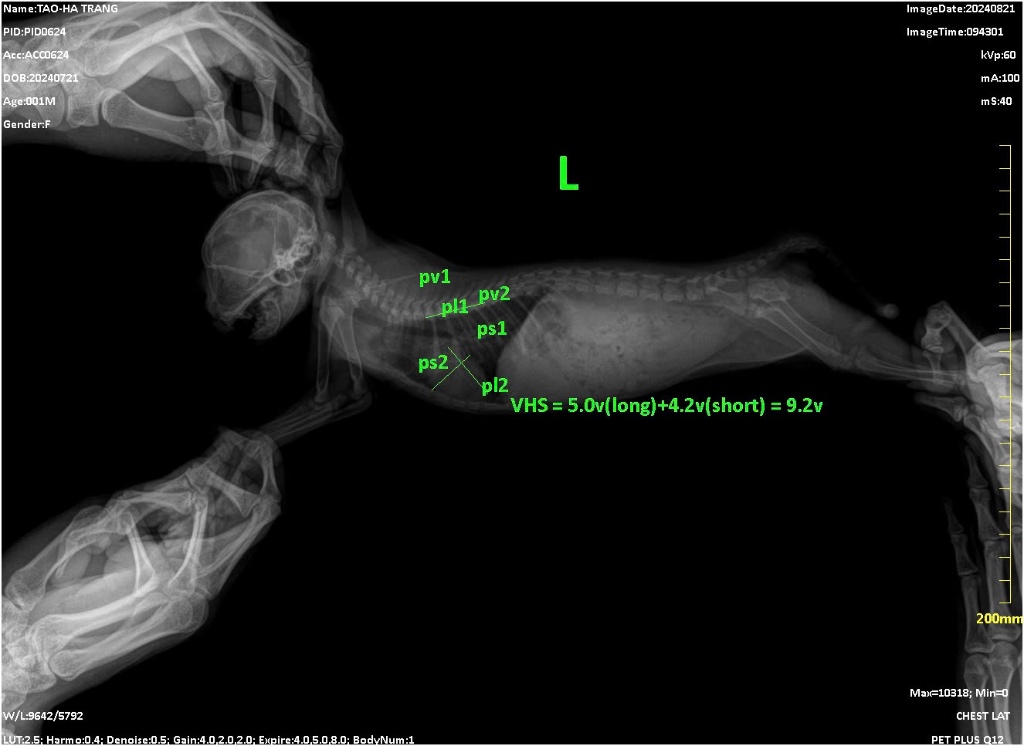 Name:TAO-HA TRANG
PID:PID0624
Acc:ACC0624
DOB:20240721
Age:001M
Gender:F
ImageDate:20240821
ImageTime:094301
kVp:60
mA:100
mS:40
L
pv1
pv2
pl1
ps1
ps2
pl2
VHS = 5.0v(long)+4.2v(short) = 9.2v
200mm
Max=10318; Min=0
W/L:9642/5792
CHEST LAT
LUT:2.5; Harmo:0.4; Denoise:0.5; Gain:4.0,2.0,2.0; Expire:4.0,5.0,8.0; BodyNum:1
PET PLUS Q12